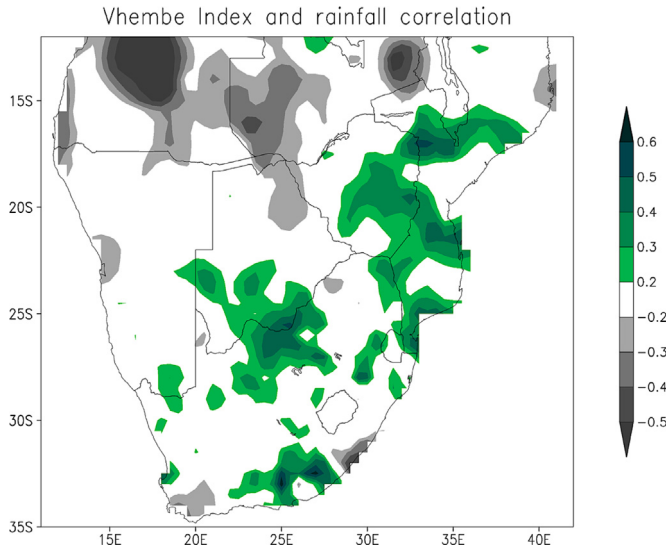 Vhembe Index and rainfall correlation
15S
20S
25S
30S
35S
15E 20E 25E 30E 35E 40E
0.6
0.5
0.4
0.3
0.2
-0.2
-0.3
-0.4
-0.5